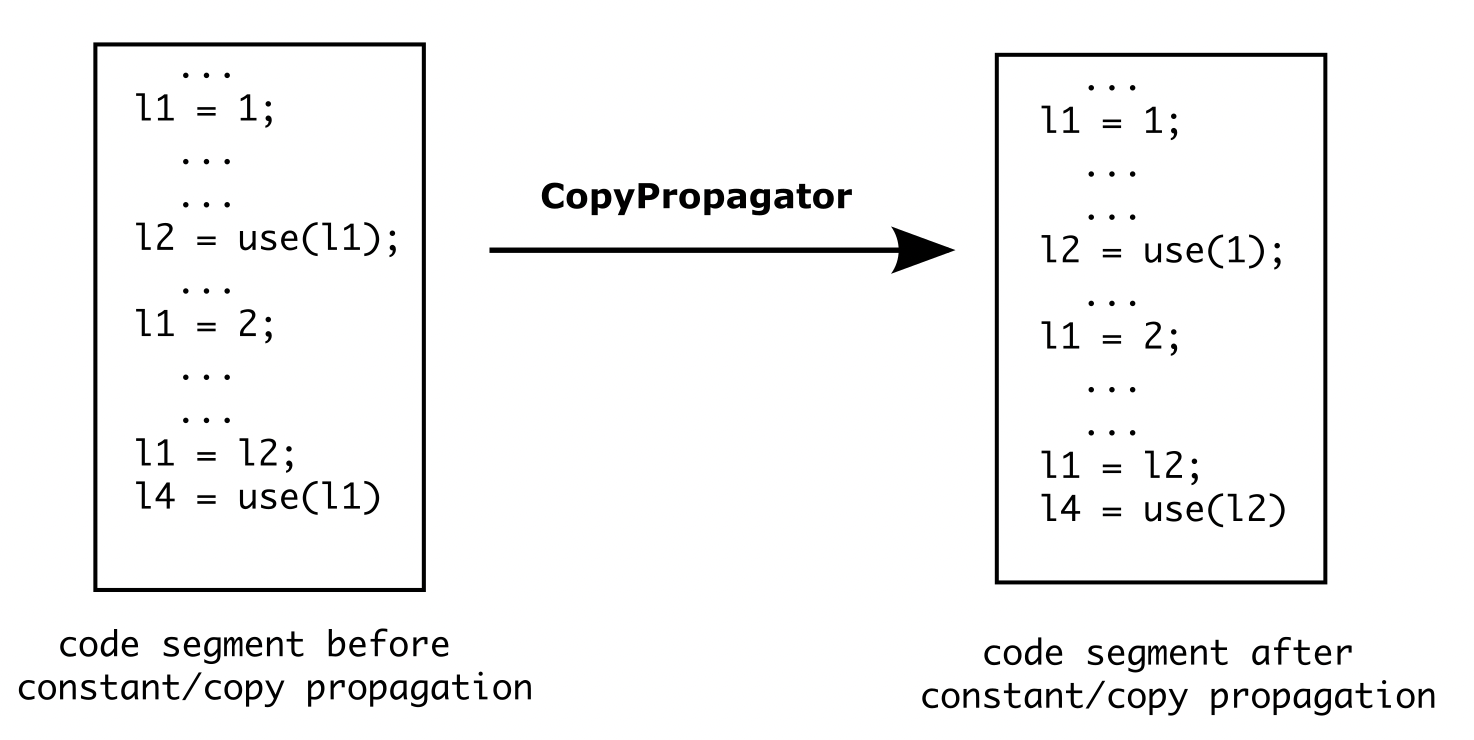 ...
l1 = 1;
...
...
l2 = use(l1);
...
l1 = 2;
...
...
l1 = l2;
l4 = use(l1)
code segment before
constant/copy propagation
CopyPropagator
...
l1 = 1;
...
...
l2 = use(1);
...
l1 = 2;
...
...
l1 = l2;
l4 = use(l2)
code segment after
constant/copy propagation